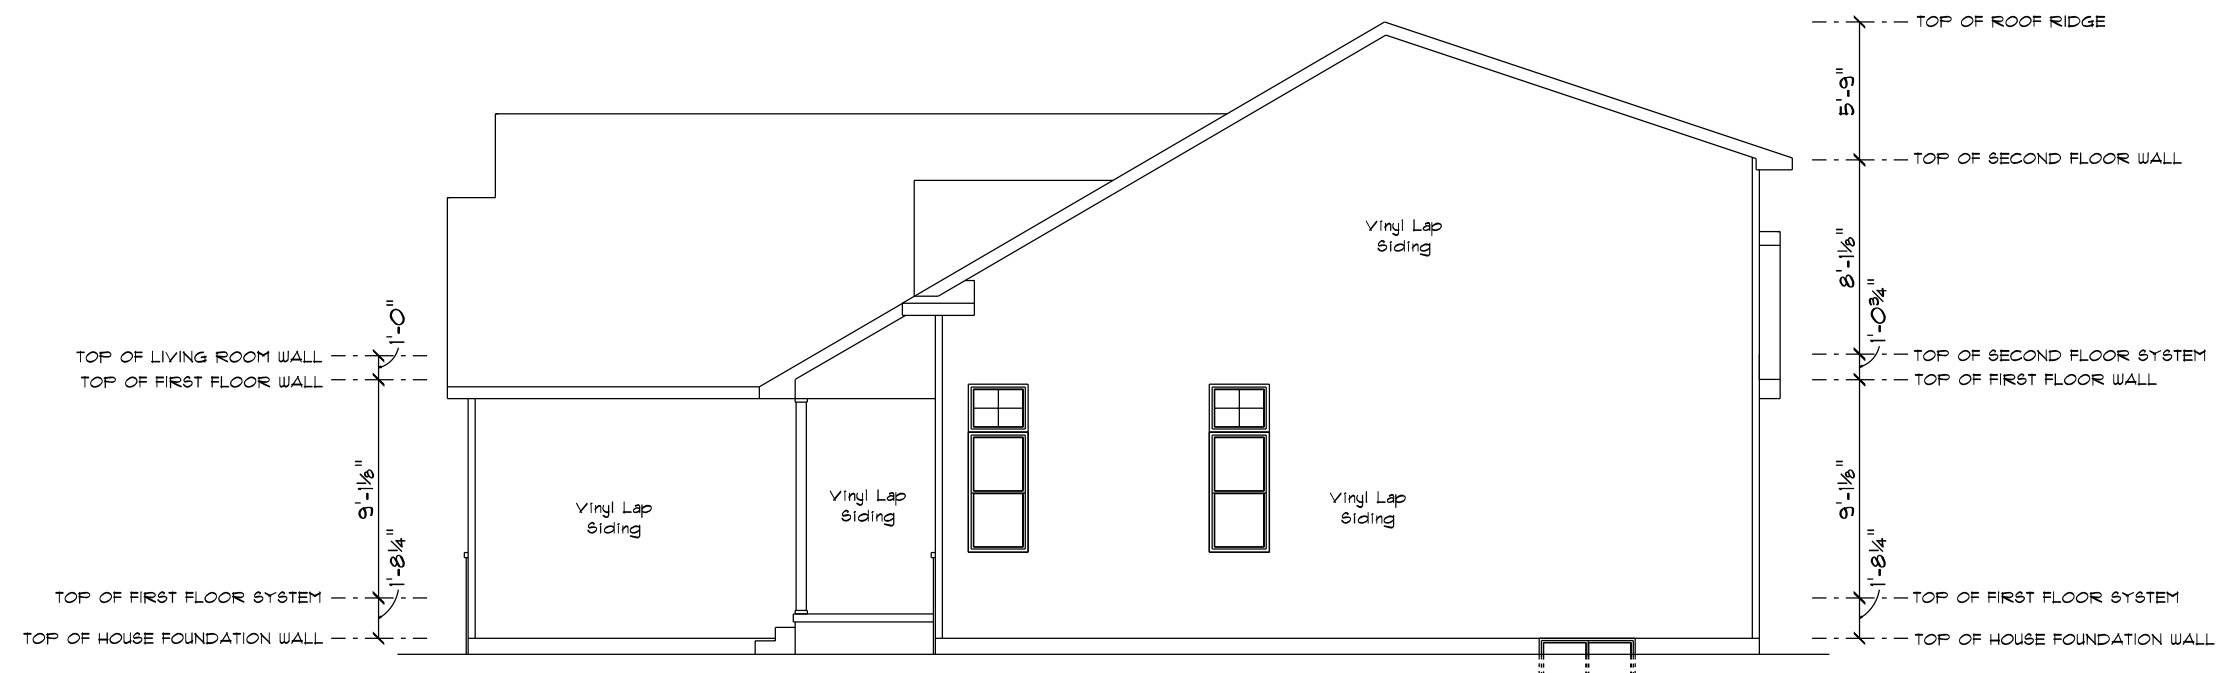 TOP OF ROOF RIDGE
5'-9"
TOP OF SECOND FLOOR WALL
Vinyl Lap
Siding
8'-1⅛"
1'-0¾"
1'-0"
TOP OF LIVING ROOM WALL
TOP OF SECOND FLOOR SYSTEM
TOP OF FIRST FLOOR WALL
TOP OF FIRST FLOOR WALL
9'-1⅛"
Vinyl Lap
Siding
Vinyl Lap
Siding
Vinyl Lap
Siding
9'-1⅛"
1'-8¼"
1'-8¼"
TOP OF FIRST FLOOR SYSTEM
TOP OF FIRST FLOOR SYSTEM
TOP OF HOUSE FOUNDATION WALL
TOP OF HOUSE FOUNDATION WALL